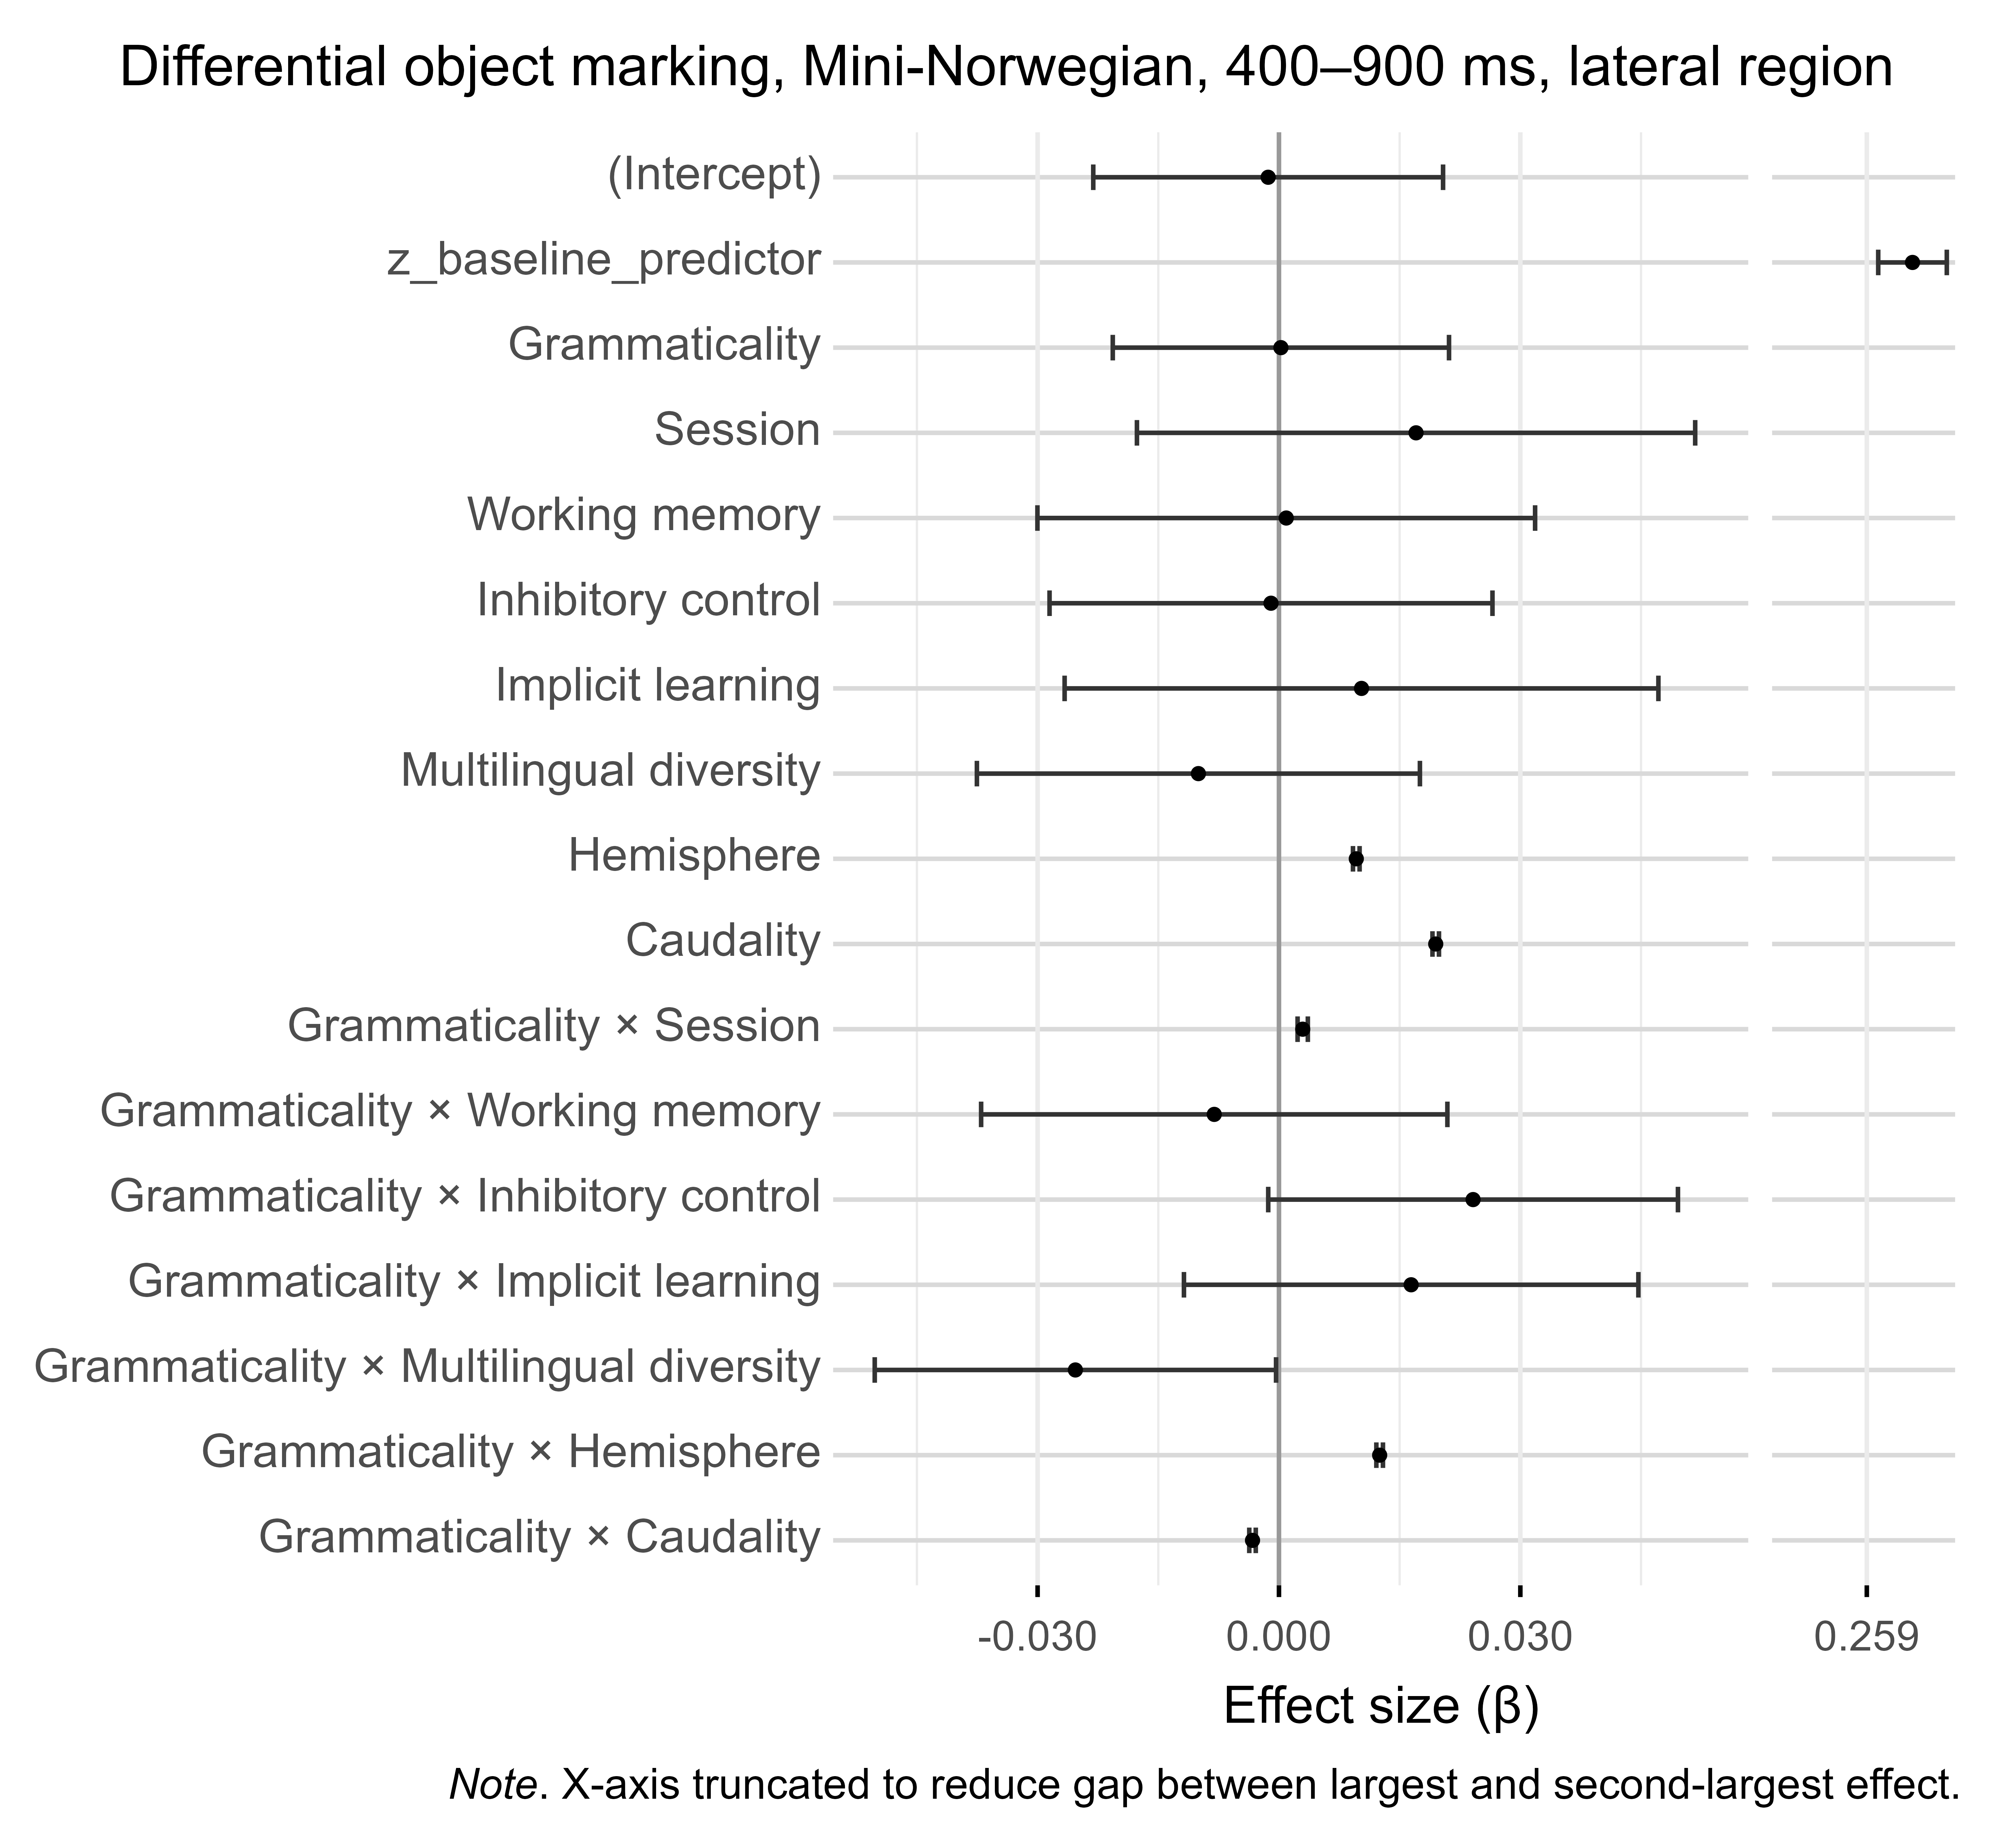 Differential object marking, Mini-Norwegian, 400–900 ms, lateral region
(Intercept)
z_baseline_predictor
Grammaticality
Session
Working memory
Inhibitory control
Implicit learning
Multilingual diversity
Hemisphere
Caudality
Grammaticality × Session
Grammaticality × Working memory
Grammaticality × Inhibitory control
Grammaticality × Implicit learning
Grammaticality × Multilingual diversity
Grammaticality × Hemisphere
Grammaticality × Caudality
-0.030 0.000 0.030 0.259
Effect size (β)
Note. X-axis truncated to reduce gap between largest and second-largest effect.